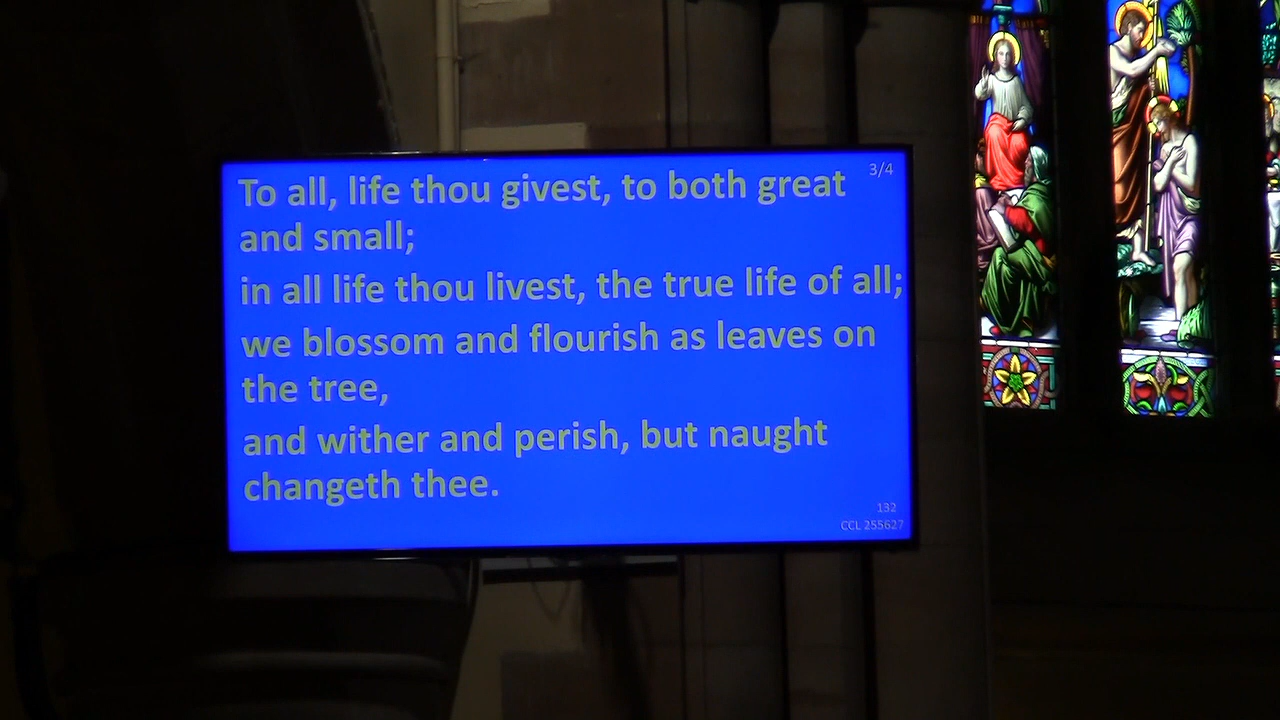 3/4
To all, life thou givest, to both great
and small;
in all life thou livest, the true life of all;
we blossom and flourish as leaves on
the tree,
and wither and perish, but naught
changeth thee.
132
CCL 255627